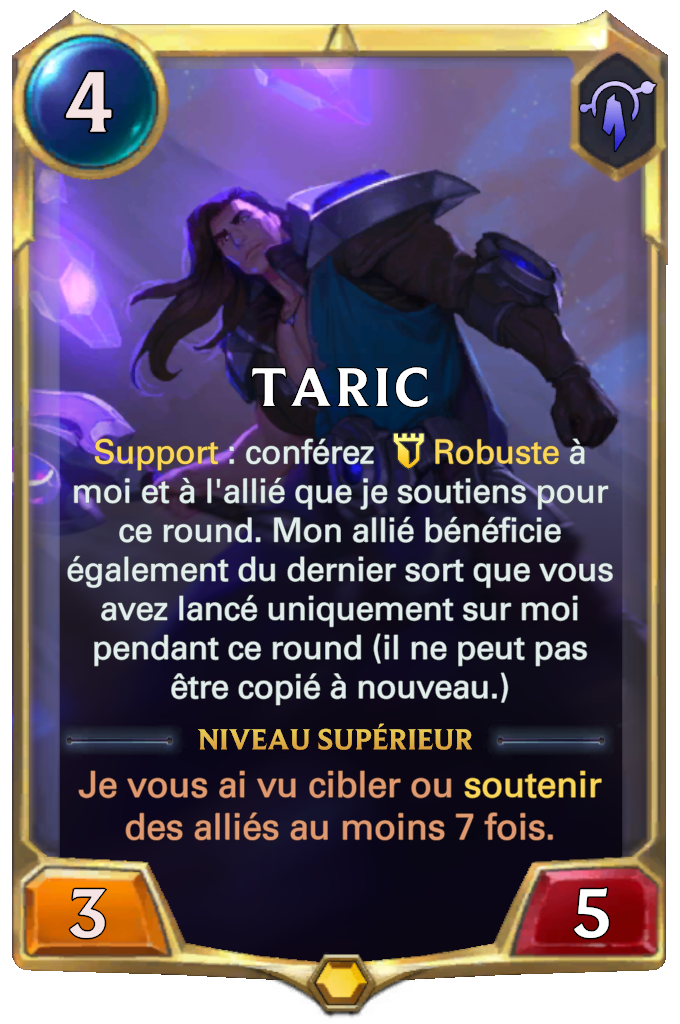 4
TARIC
Support : conférez Robuste à
moi et à l'allié que je soutiens pour
ce round. Mon allié bénéficie
également du dernier sort que vous
avez lancé uniquement sur moi
pendant ce round (il ne peut pas
être copié à nouveau.)
NIVEAU SUPÉRIEUR
Je vous ai vu cibler ou soutenir
des alliés au moins 7 fois.
3
5